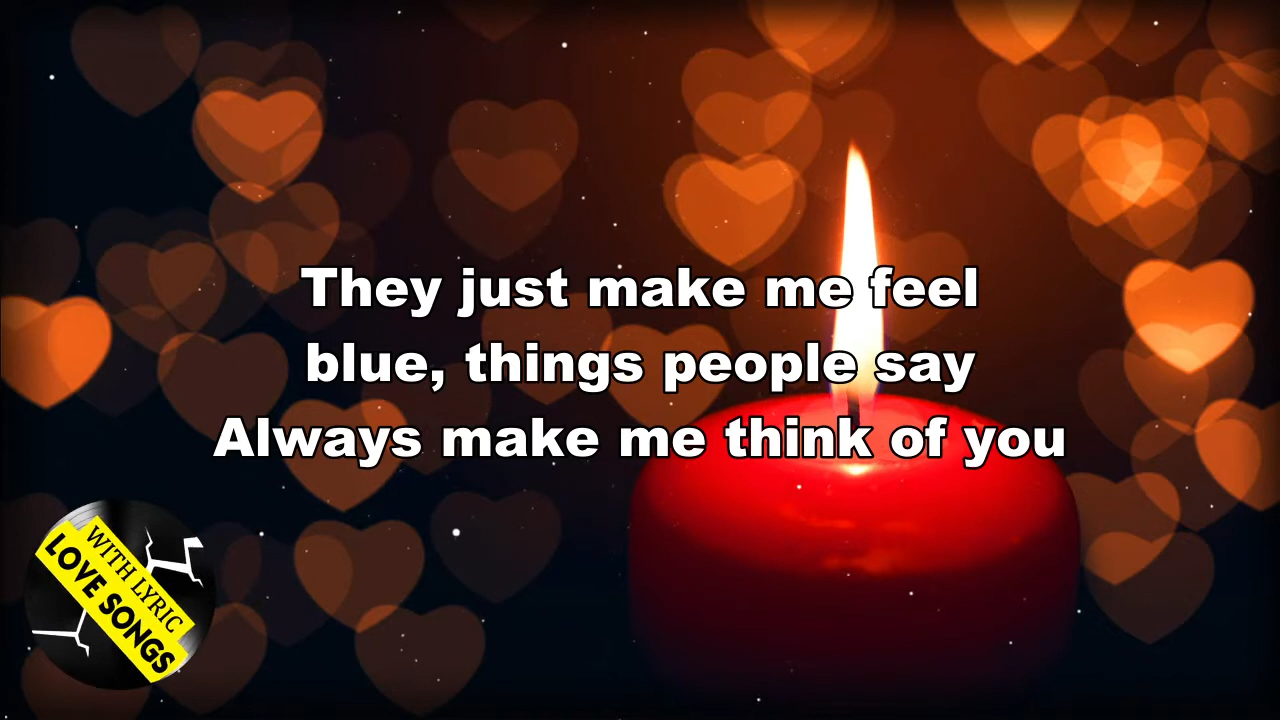 They just make me feel
blue, things people say
Always make me think of you
WITH LYRIC
LOVE SONGS